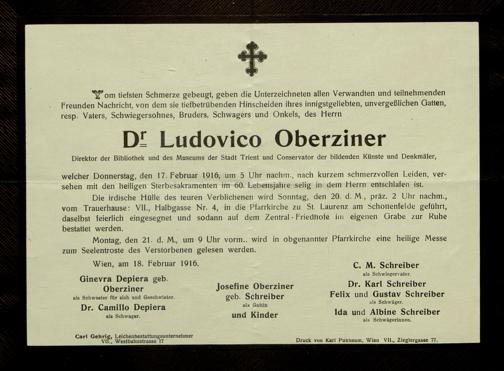 Vom tiefsten Schmerze gebeugt, geben die Unterzeichneten allen Verwandten und teilnehmenden
Freunden Nachricht, von dem sie tiefbetrübenden Hinscheiden ihres innigstgeliebten, unvergeßlichen Gatten,
resp. Vaters, Schwiegersohnes, Bruders, Schwagers und Onkels, des Herrn
Dr Ludovico Oberziner
Direktor der Bibliothek und des Museums der Stadt Triest und Conservator der bildenden Künste und Denkmäler,
welcher Donnerstag, den 17. Februar 1916, um 5 Uhr nachm., nach kurzem schmerzvollen Leiden, ver-
sehen mit den heiligen Sterbesakramenten im 60. Lebensjahre selig in dem Herrn entschlafen ist.
Die irdische Hülle des teuren Verblichenen wird Sonntag, den 20. d. M., präz. 2 Uhr nachm.,
vom Trauerhause: VII., Halbgasse Nr. 4, in die Pfarrkirche zu St. Laurenz am Schottenfelde geführt,
daselbst feierlich eingesegnet und sodann auf dem Zentral-Friedhofe im eigenen Grabe zur Ruhe
bestattet werden.
Montag, den 21. d. M., um 9 Uhr vorm., wird in obgenannter Pfarrkirche eine heilige Messe
zum Seelentroste des Verstorbenen gelesen werden.
Wien, am 18. Februar 1916.
Ginevra Depiera geb.
Oberziner
als Schwester für sich und Geschwister.
Dr. Camillo Depiera
als Schwager.
Josefine Oberziner
geb. Schreiber
als Gattin
und Kinder
C. M. Schreiber
als Schwiegervater.
Dr. Karl Schreiber
Felix und Gustav Schreiber
als Schwäger.
Ida und Albine Schreiber
als Schwägerinnen.
Carl Gehrig, Leichenbestattungsunternehmer
VII., Westbahnstrasse
Druck von Karl Wien VII., Zieglergasse 77.